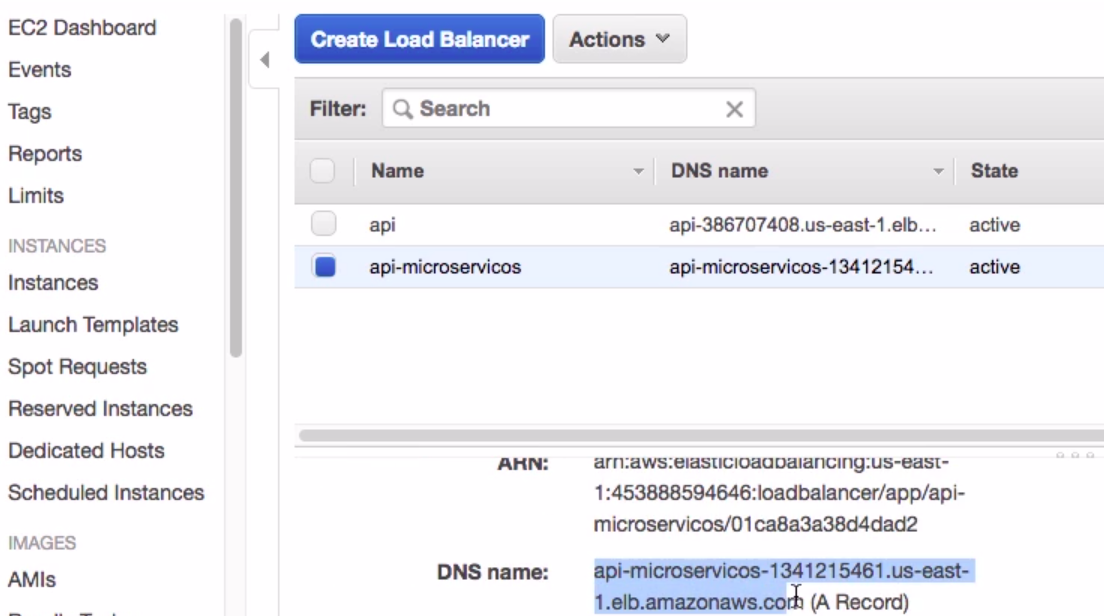 EC2 Dashboard
Events
Tags
Reports
Limits
INSTANCES
Instances
Launch Templates
Spot Requests
Reserved Instances
Dedicated Hosts
Scheduled Instances
IMAGES
AMIs
Create Load Balancer
Actions
Filter:
Search
Name
DNS name
State
api
api-386707408.us-east-1.elb...
active
api-microservicos
api-microservicos-13412154...
active
ARN:
arn:aws:elasticloadbalancing:us-east-
1:453888594646:loadbalancer/app/api-
microservicos/01ca8a3a38d4dad2
DNS name:
api-microservicos-1341215461.us-east-
1.elb.amazonaws.com (A Record)